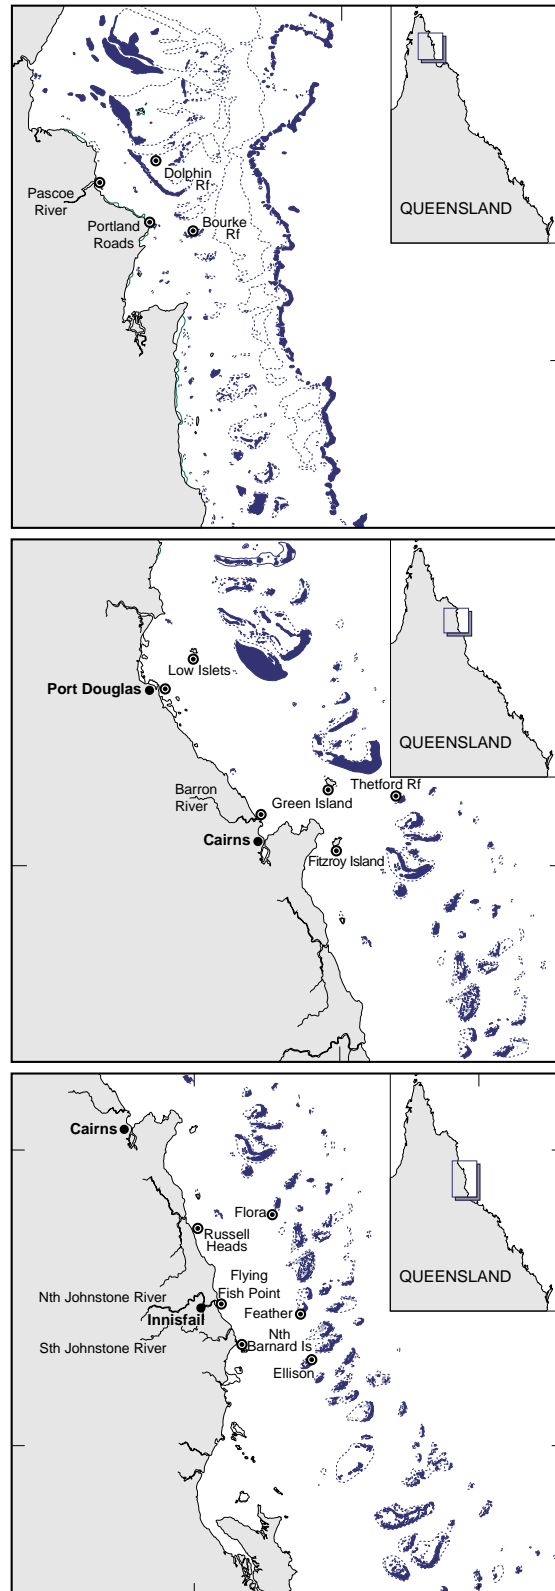 QUEENSLAND
Dolphin
Rf
Pascoe
River
Portland
Roads
Bourke
Rf
QUEENSLAND
Low Islets
Port Douglas
Thetford Rf
Barron
River
Green Island
Cairns
Fitzroy Island
QUEENSLAND
Cairns
Flora
Russell
Heads
Flying
Fish Point
Nth Johnstone River
Innisfail
Feather
Nth
Barnard Is
Sth Johnstone River
Ellison